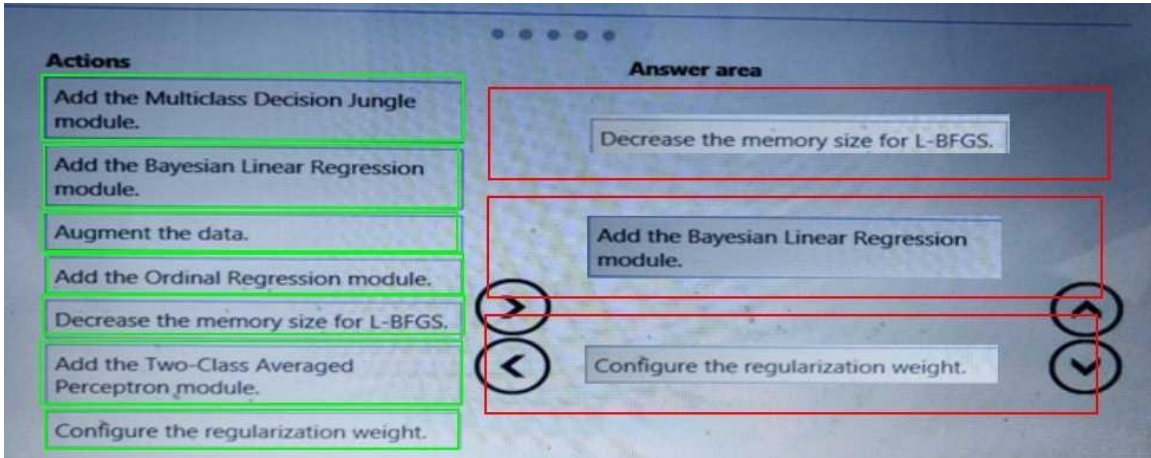 Actions
Add the Multiclass Decision Jungle
module.
Add the Bayesian Linear Regression
module.
Augment the data.
Add the Ordinal Regression module.
Decrease the memory size for L-BFGS.
Add the Two-Class Averaged
Perceptron module.
Configure the regularization weight.
Answer area
Decrease the memory size for L-BFGS.
Add the Bayesian Linear Regression
module.
Configure the regularization weight.